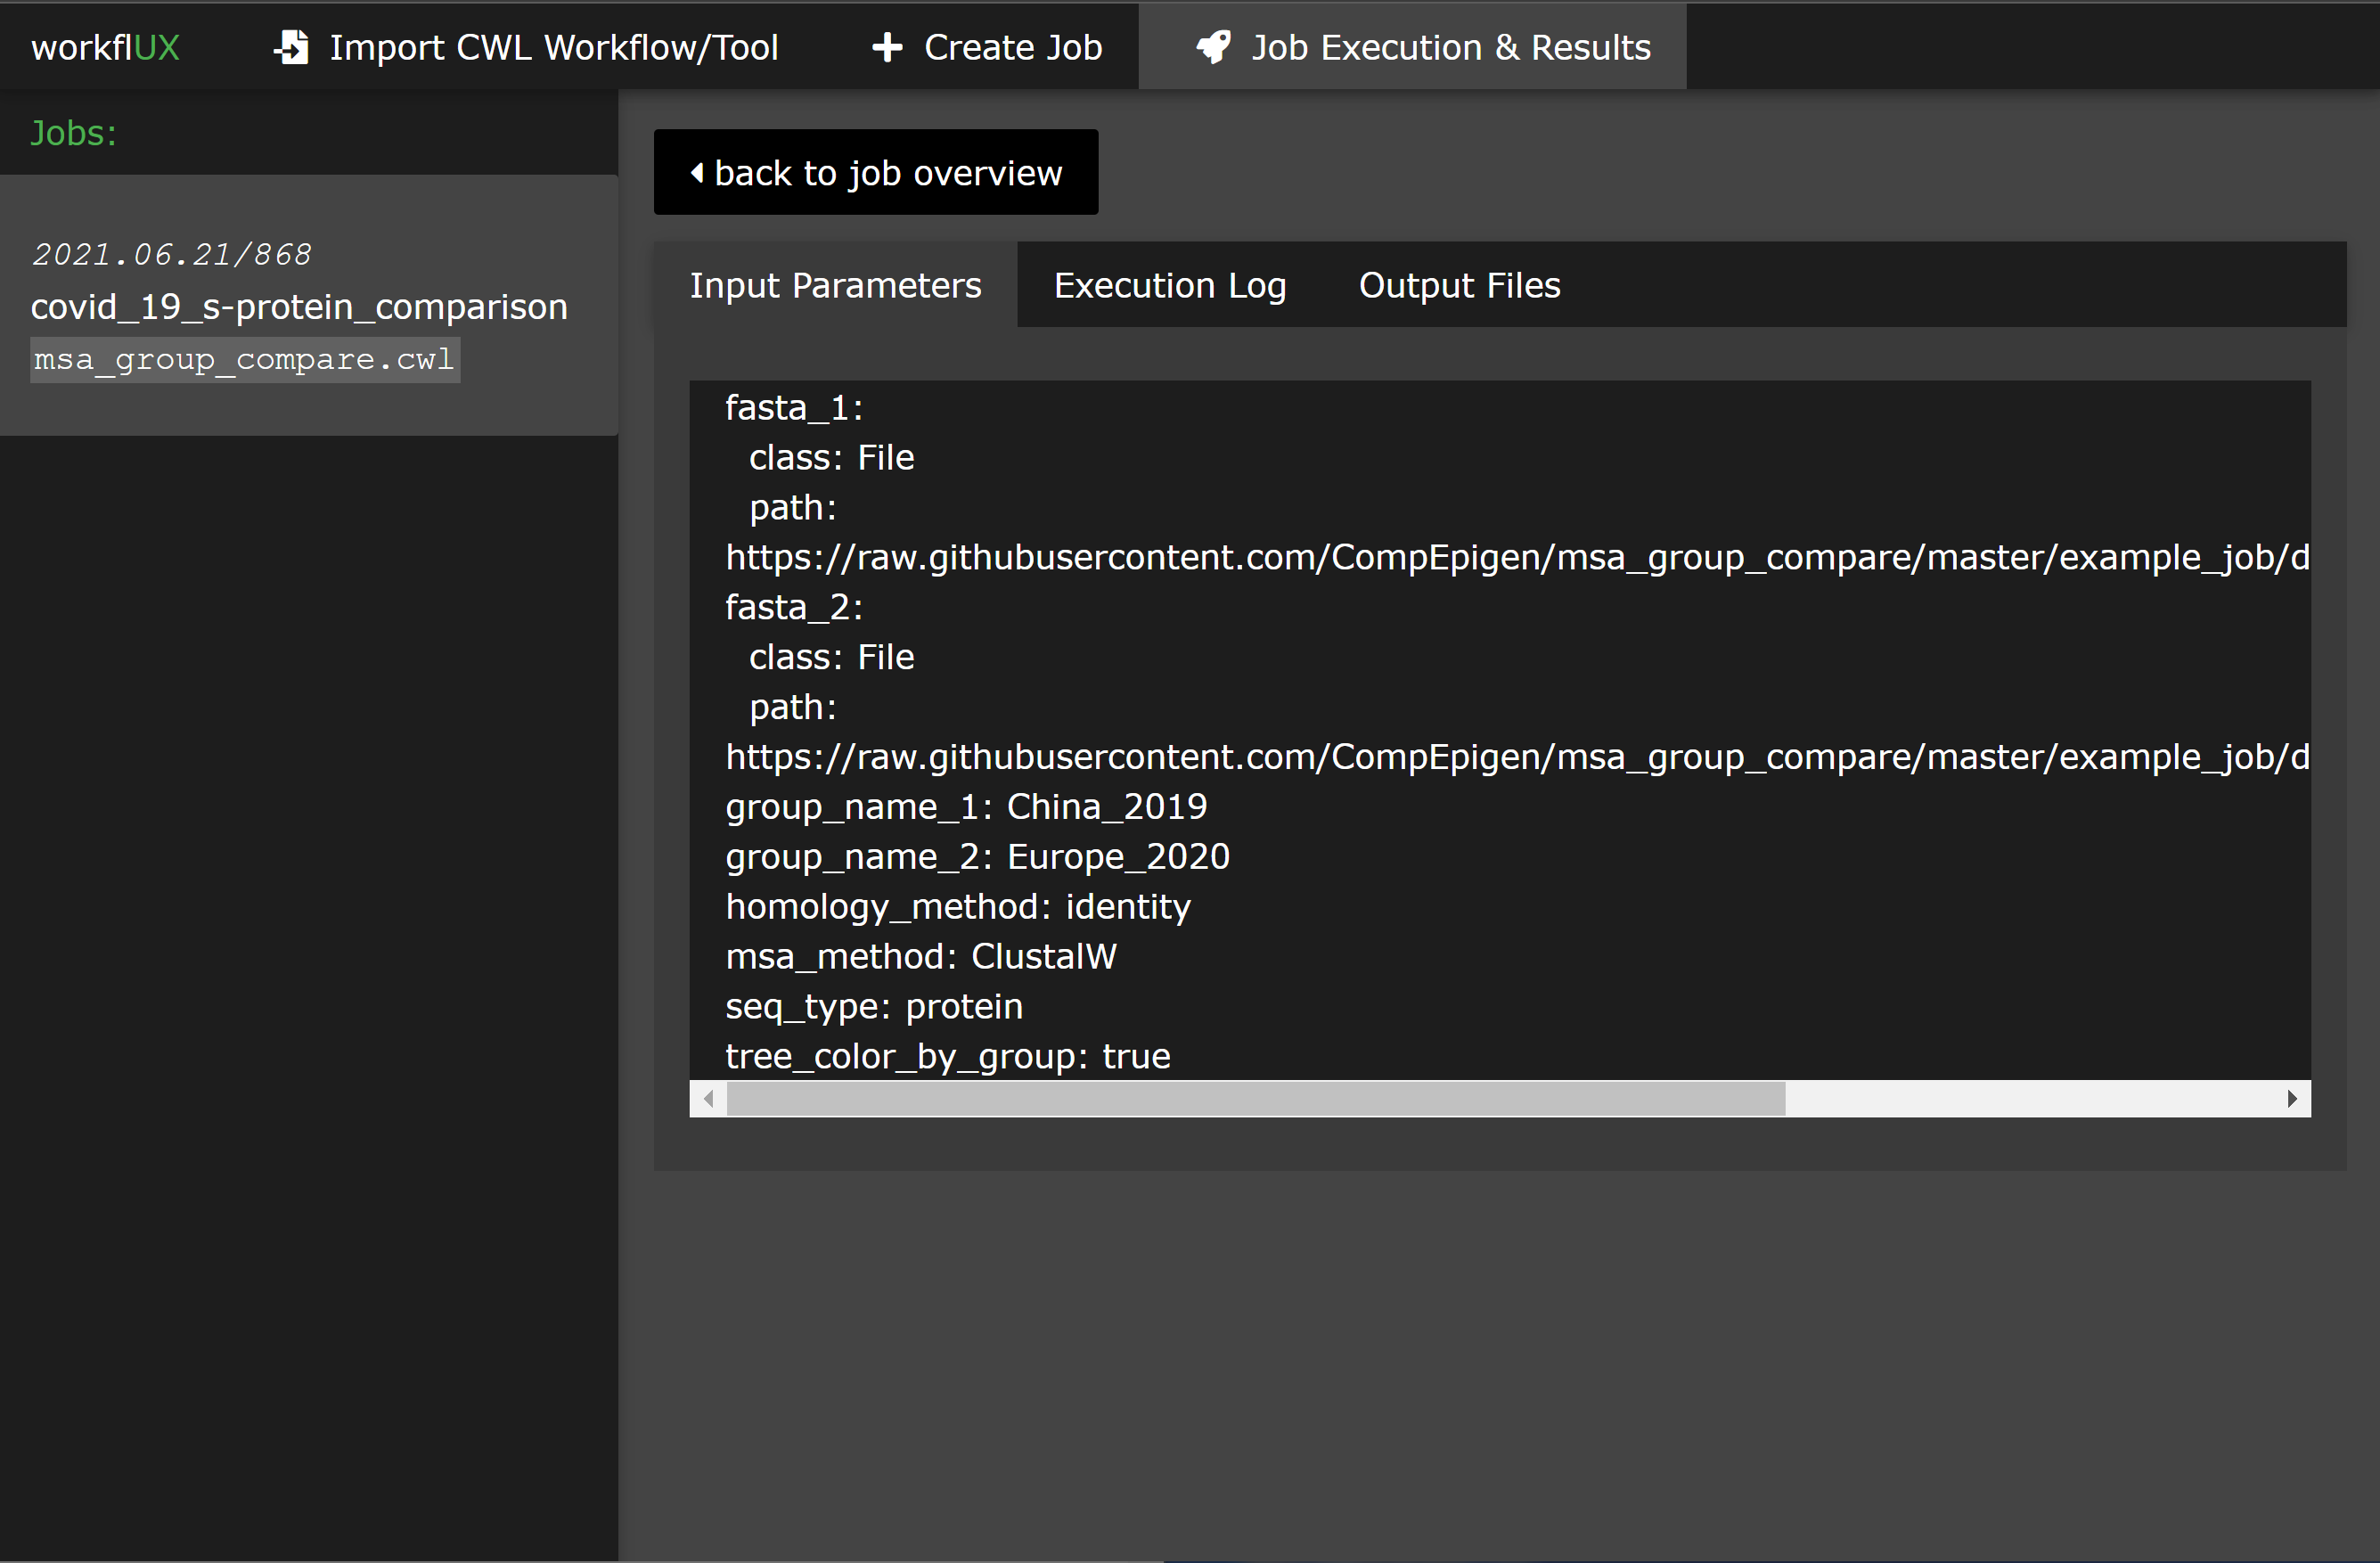 workflUX Import CWL Workflow/Tool Create Job Job Execution & Results
Jobs:
2021.06.21/868
covid_19_s-protein_comparison
msa_group_compare.cwl
back to job overview
Input Parameters Execution Log Output Files
fasta_1:
class: File
path:
https://raw.githubusercontent.com/CompEpigen/msa_group_compare/master/example_job/d
fasta_2:
class: File
path:
https://raw.githubusercontent.com/CompEpigen/msa_group_compare/master/example_job/d
group_name_1: China_2019
group_name_2: Europe_2020
homology_method: identity
msa_method: ClustalW
seq_type: protein
tree_color_by_group: true